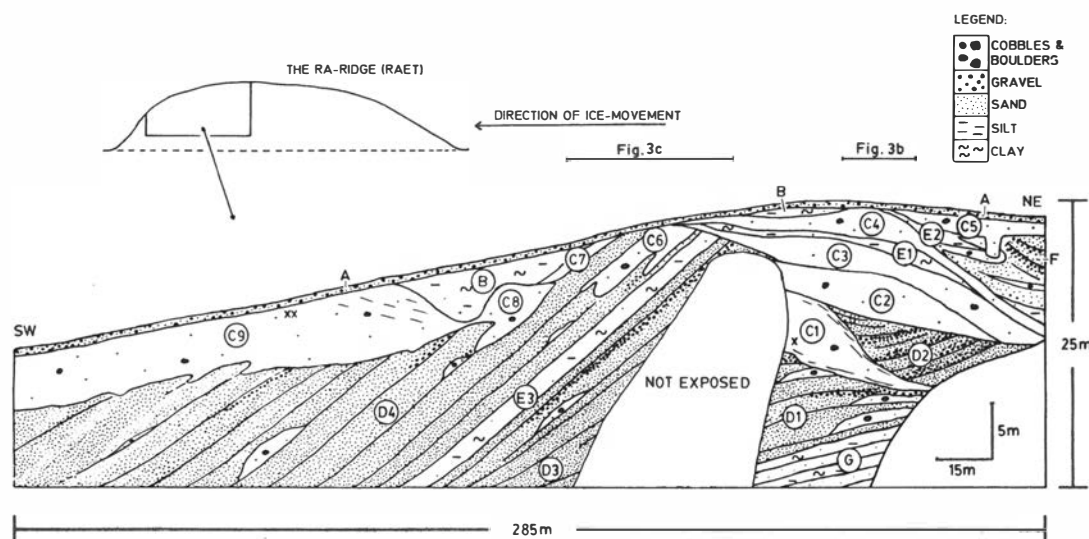 LEGEND:
COBBLES &
BOULDERS
GRAVEL
SAND
SILT
CLAY
THE RA-RIDGE (RAET)
DIRECTION OF ICE-MOVEMENT
Fig.3c
Fig.3b
B
A
NE
C4
E2
C5
C6
C7
E1
C3
F
A
B
C8
C2
SW
xx
C9
C1
x
D2
25m
NOT EXPOSED
E3
D4
D1
5m
D3
G
15m
285m